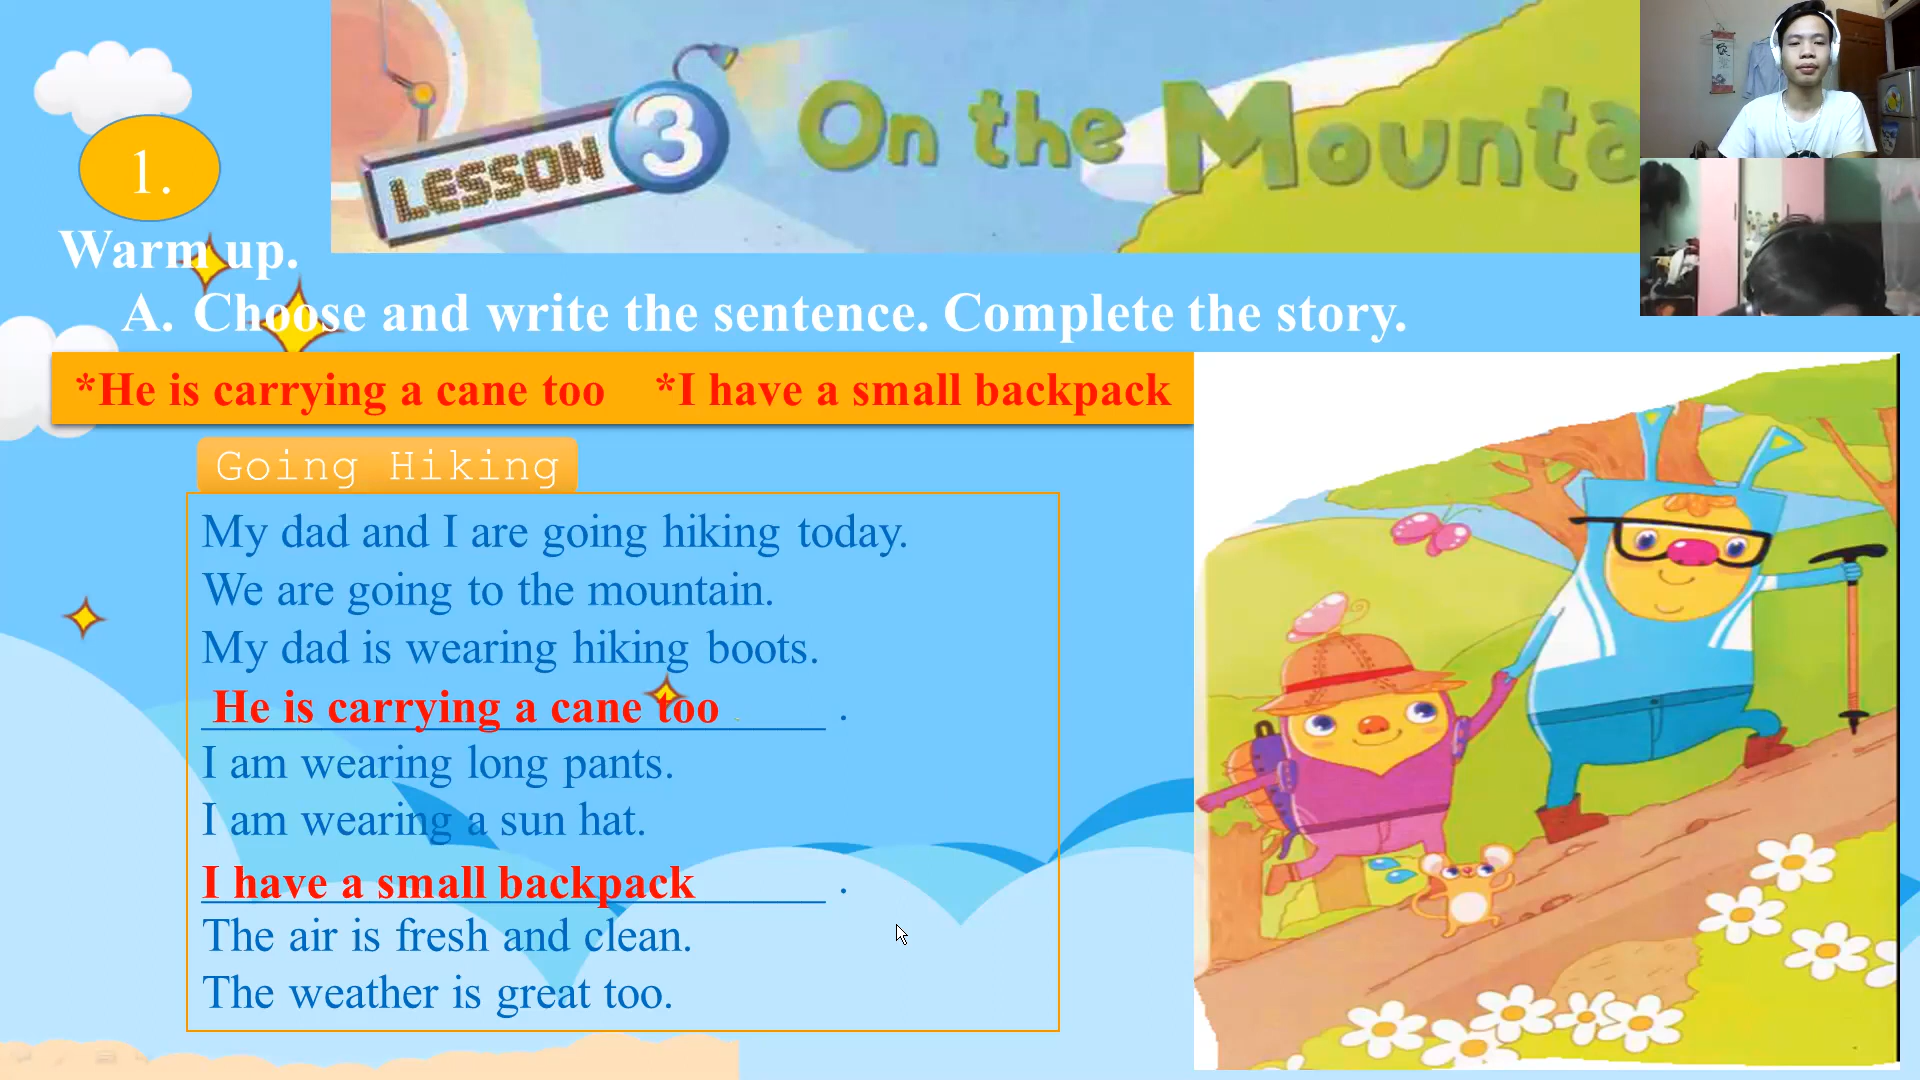 LESSON 3 On the Mounta
1.
Warm up.
A. Choose and write the sentence. Complete the story.
*He is carrying a cane too *I have a small backpack
Going Hiking
My dad and I are going hiking today.
We are going to the mountain.
My dad is wearing hiking boots.
He is carrying a cane too .
I am wearing long pants.
I am wearing a sun hat.
I have a small backpack .
The air is fresh and clean.
The weather is great too.